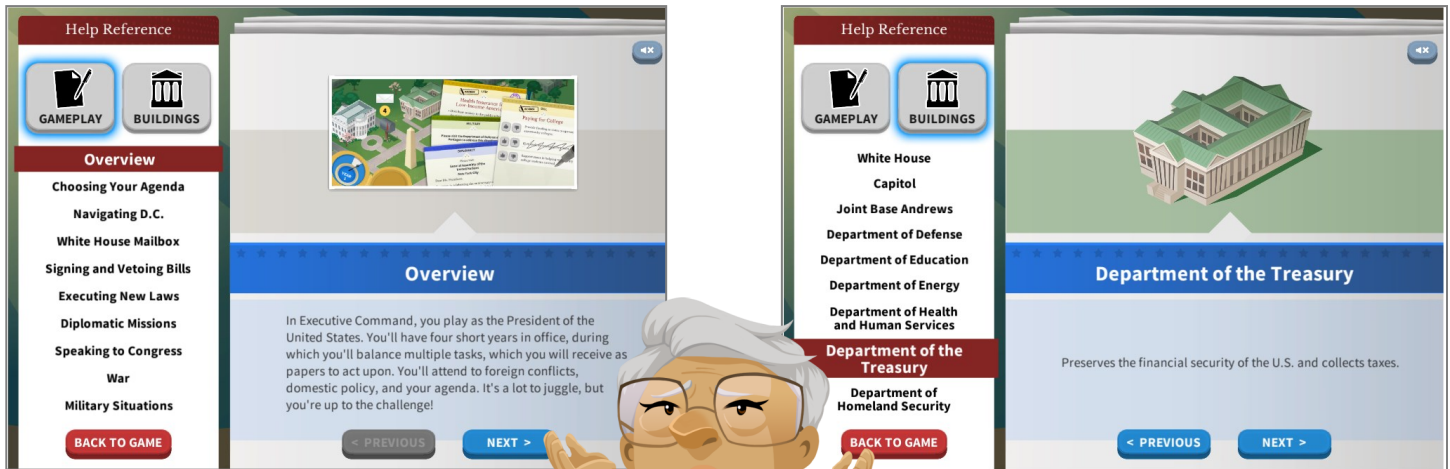 Help Reference
GAMEPLAY
BUILDINGS
Overview
Choosing Your Agenda
Navigating D.C.
White House Mailbox
Signing and Vetoing Bills
Executing New Laws
Diplomatic Missions
Speaking to Congress
War
Military Situations
BACK TO GAME
4
Paying for College
Overview
In Executive Command, you play as the President of the
United States. You'll have four short years in office, during
which you'll balance multiple tasks, which you will receive as
papers to act upon. You'll attend to foreign conflicts,
domestic policy, and your agenda. It's a lot to juggle, but
you're up to the challenge!
< PREVIOUS
NEXT >
Help Reference
GAMEPLAY
BUILDINGS
White House
Capitol
Joint Base Andrews
Department of Defense
Department of Education
Department of Energy
Department of Health
and Human Services
Department of the
Treasury
Department of
Homeland Security
BACK TO GAME
Department of the Treasury
Preserves the financial security of the U.S. and collects taxes.
< PREVIOUS
NEXT >